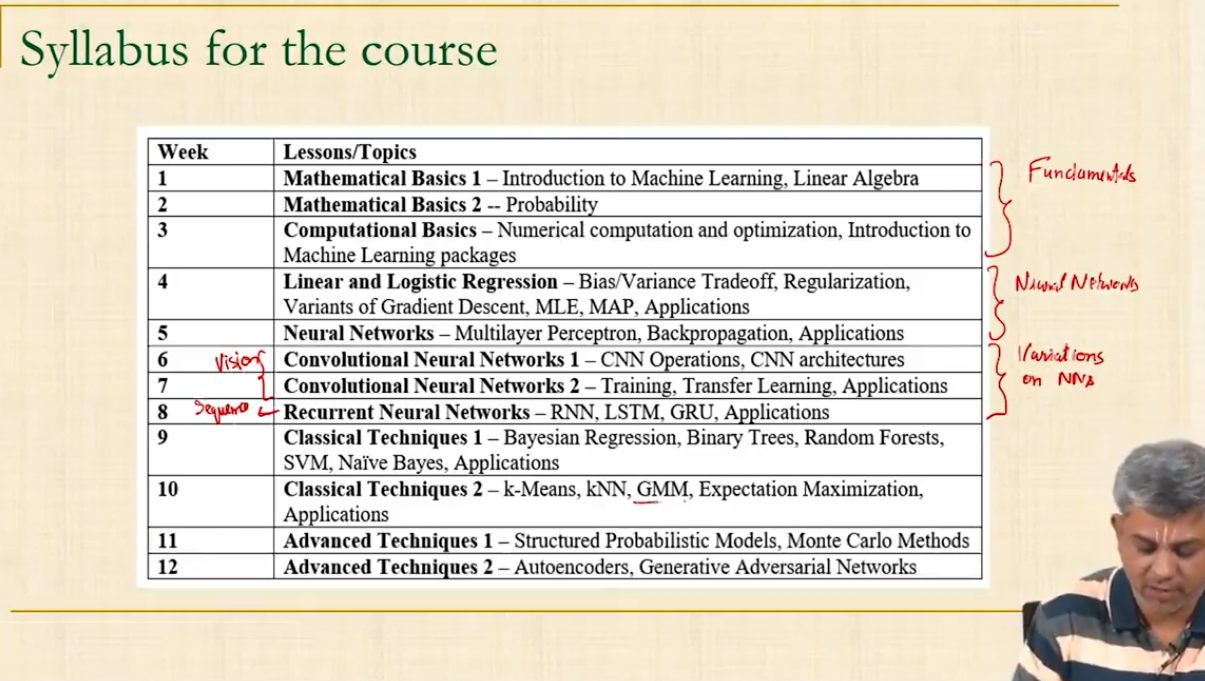 Syllabus for the course
Week Lessons/Topics
1 Mathematical Basics 1 – Introduction to Machine Learning, Linear Algebra
2 Mathematical Basics 2 -- Probability
3 Computational Basics – Numerical computation and optimization, Introduction to
Machine Learning packages
4 Linear and Logistic Regression – Bias/Variance Tradeoff, Regularization,
Variants of Gradient Descent, MLE, MAP, Applications
5 Neural Networks – Multilayer Perceptron, Backpropagation, Applications
6 Convolutional Neural Networks 1 – CNN Operations, CNN architectures
7 Convolutional Neural Networks 2 – Training, Transfer Learning, Applications
8 Recurrent Neural Networks – RNN, LSTM, GRU, Applications
9 Classical Techniques 1 – Bayesian Regression, Binary Trees, Random Forests,
SVM, Naïve Bayes, Applications
10 Classical Techniques 2 – k-Means, kNN, GMM, Expectation Maximization,
Applications
11 Advanced Techniques 1 – Structured Probabilistic Models, Monte Carlo Methods
12 Advanced Techniques 2 – Autoencoders, Generative Adversarial Networks
Fundamentals
Neural Networks
Variations
on NNs
Vision
Sequence